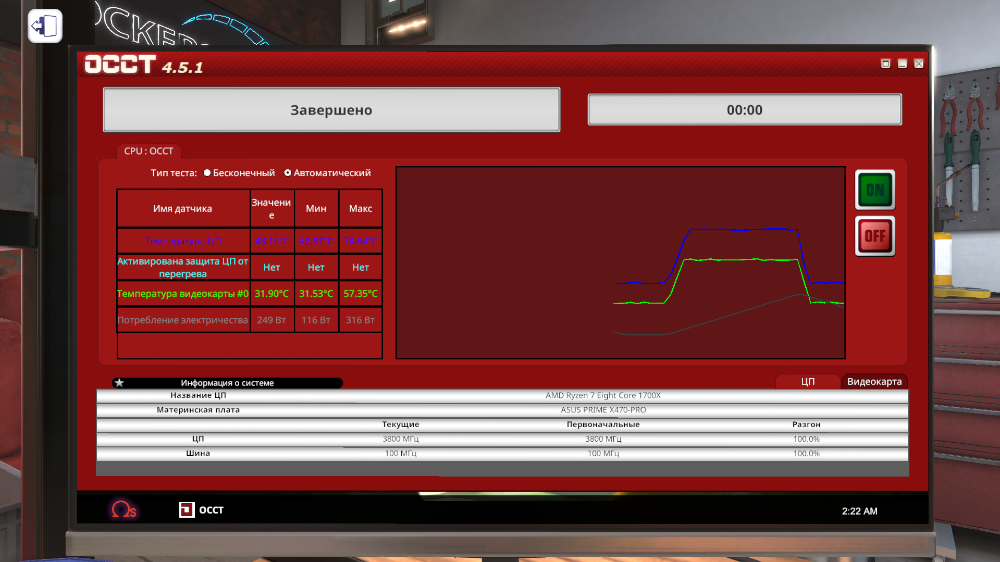 OCCT 4.5.1
Завершено
00:00
CPU : OCCT
Тип теста: Бесконечный Автоматический
ON
OFF
Имя датчика Значени
е Мин Макс
Температура ЦП 43.19°C 42.87°C 74.64°C
Активирована защита ЦП от
перегрева Нет Нет Нет
Температура видеокарты #0 31.90°C 31.53°C 57.35°C
Потребление электричества 249 Вт 116 Вт 316 Вт
Информация о системе
ЦП Видеокарта
Название ЦП AMD Ryzen 7 Eight Core 1700X
Материнская плата ASUS PRIME X470-PRO
Текущие Первоначальные Разгон
ЦП 3800 МГц 3800 МГц 100.0%
Шина 100 МГц 100 МГц 100.0%
Ωs OCCT 2:22 AM